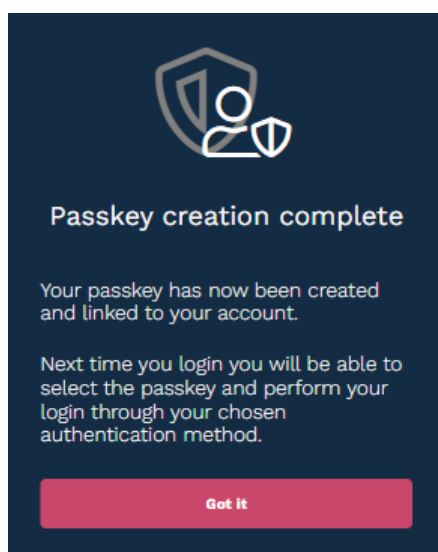 Passkey creation complete
Your passkey has now been created
and linked to your account.
Next time you login you will be able to
select the passkey and perform your
login through your chosen
authentication method.
Got it